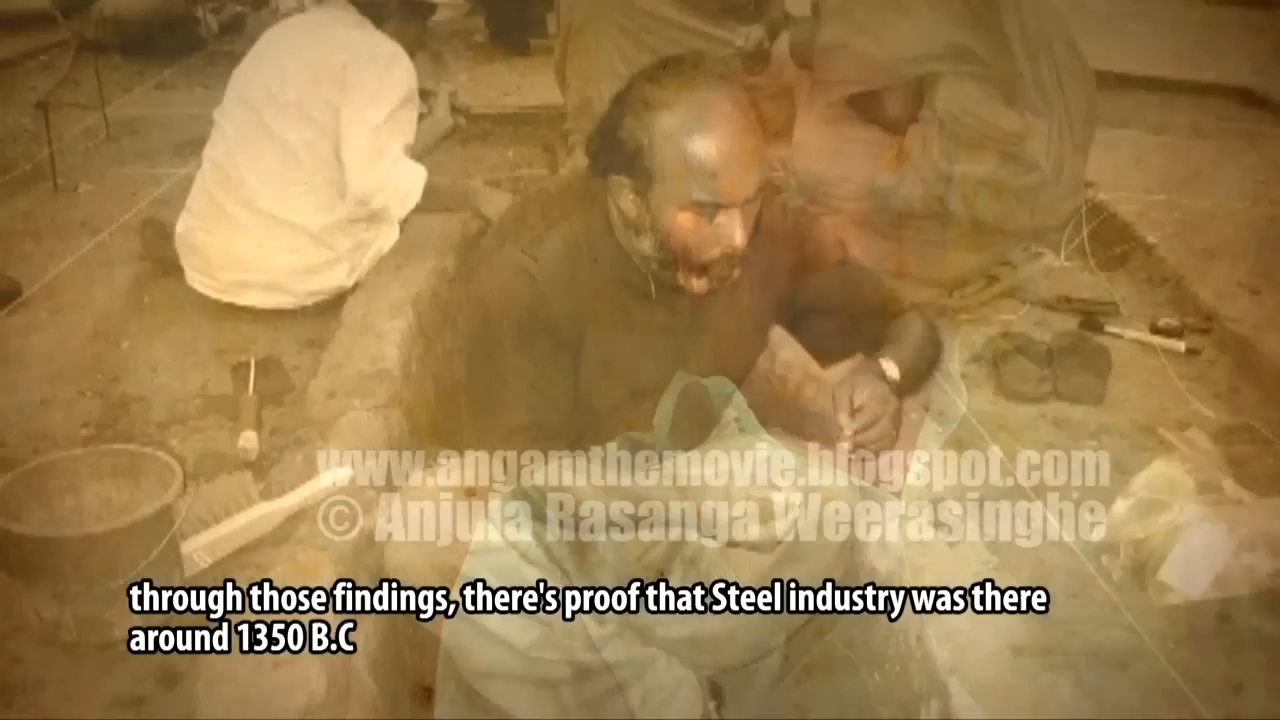 www.angamthemovie.blogspot.com
© Anjula Rasanga Weerasinghe
through those findings, there's proof that Steel industry was there
around 1350 B.C